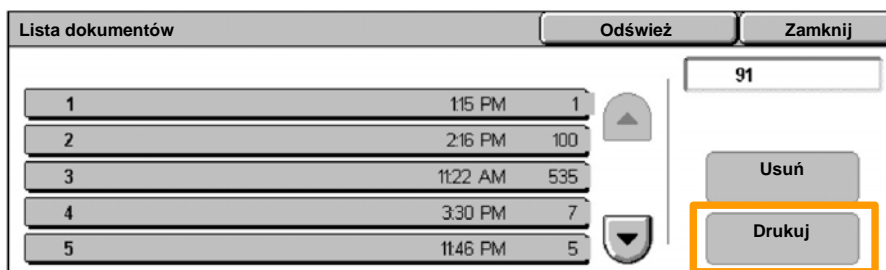 Lista dokumentów Odśwież Zamknij
91
1 1:15 PM 1
2 2:16 PM 100
3 11:22 AM 535
4 3:30 PM 7
5 11:46 PM 5
Usuń
Drukuj